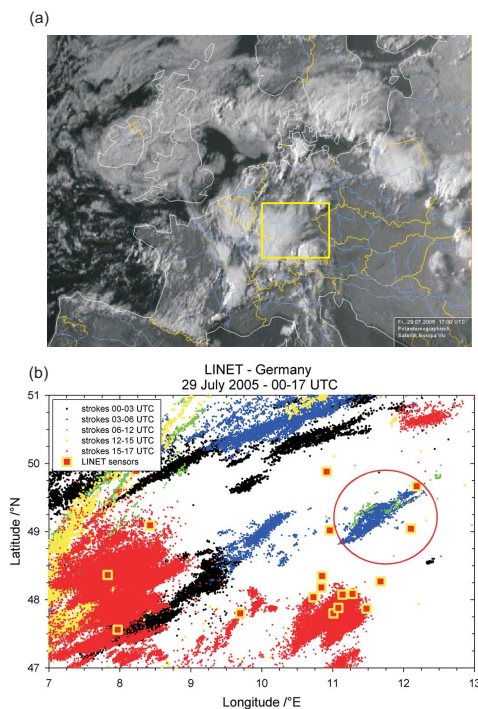 (a)
Fr, 29.07.2005 17:00 UTC
Satellit: Europa Vis
(b)
LINET - Germany
29 July 2005 - 00-17 UTC
strokes 00-03 UTC
strokes 03-06 UTC
strokes 06-12 UTC
strokes 12-15 UTC
strokes 15-17 UTC
LINET sensors
Latitude /°N
51
50
49
48
47
7 8 9 10 11 12 13
Longitude /°E